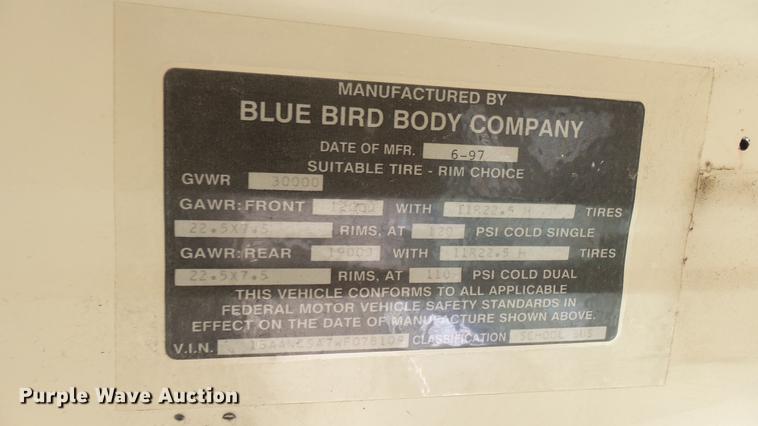 MANUFACTURED BY
BLUE BIRD BODY COMPANY
DATE OF MFR. 6-97
SUITABLE TIRE - RIM CHOICE
GVWR 30000
GAWR: FRONT 12000 WITH 11R22.5 H TIRES
22.5X7.5 RIMS, AT 120 PSI COLD SINGLE
GAWR: REAR 19000 WITH 11R22.5 H TIRES
22.5X7.5 RIMS, AT 110 PSI COLD DUAL
THIS VEHICLE CONFORMS TO ALL APPLICABLE
FEDERAL MOTOR VEHICLE SAFETY STANDARDS IN
EFFECT ON THE DATE OF MANUFACTURE SHOWN ABOVE.
V.I.N. CLASSIFICATION SCHOOL BUS
Purple Wave Auction